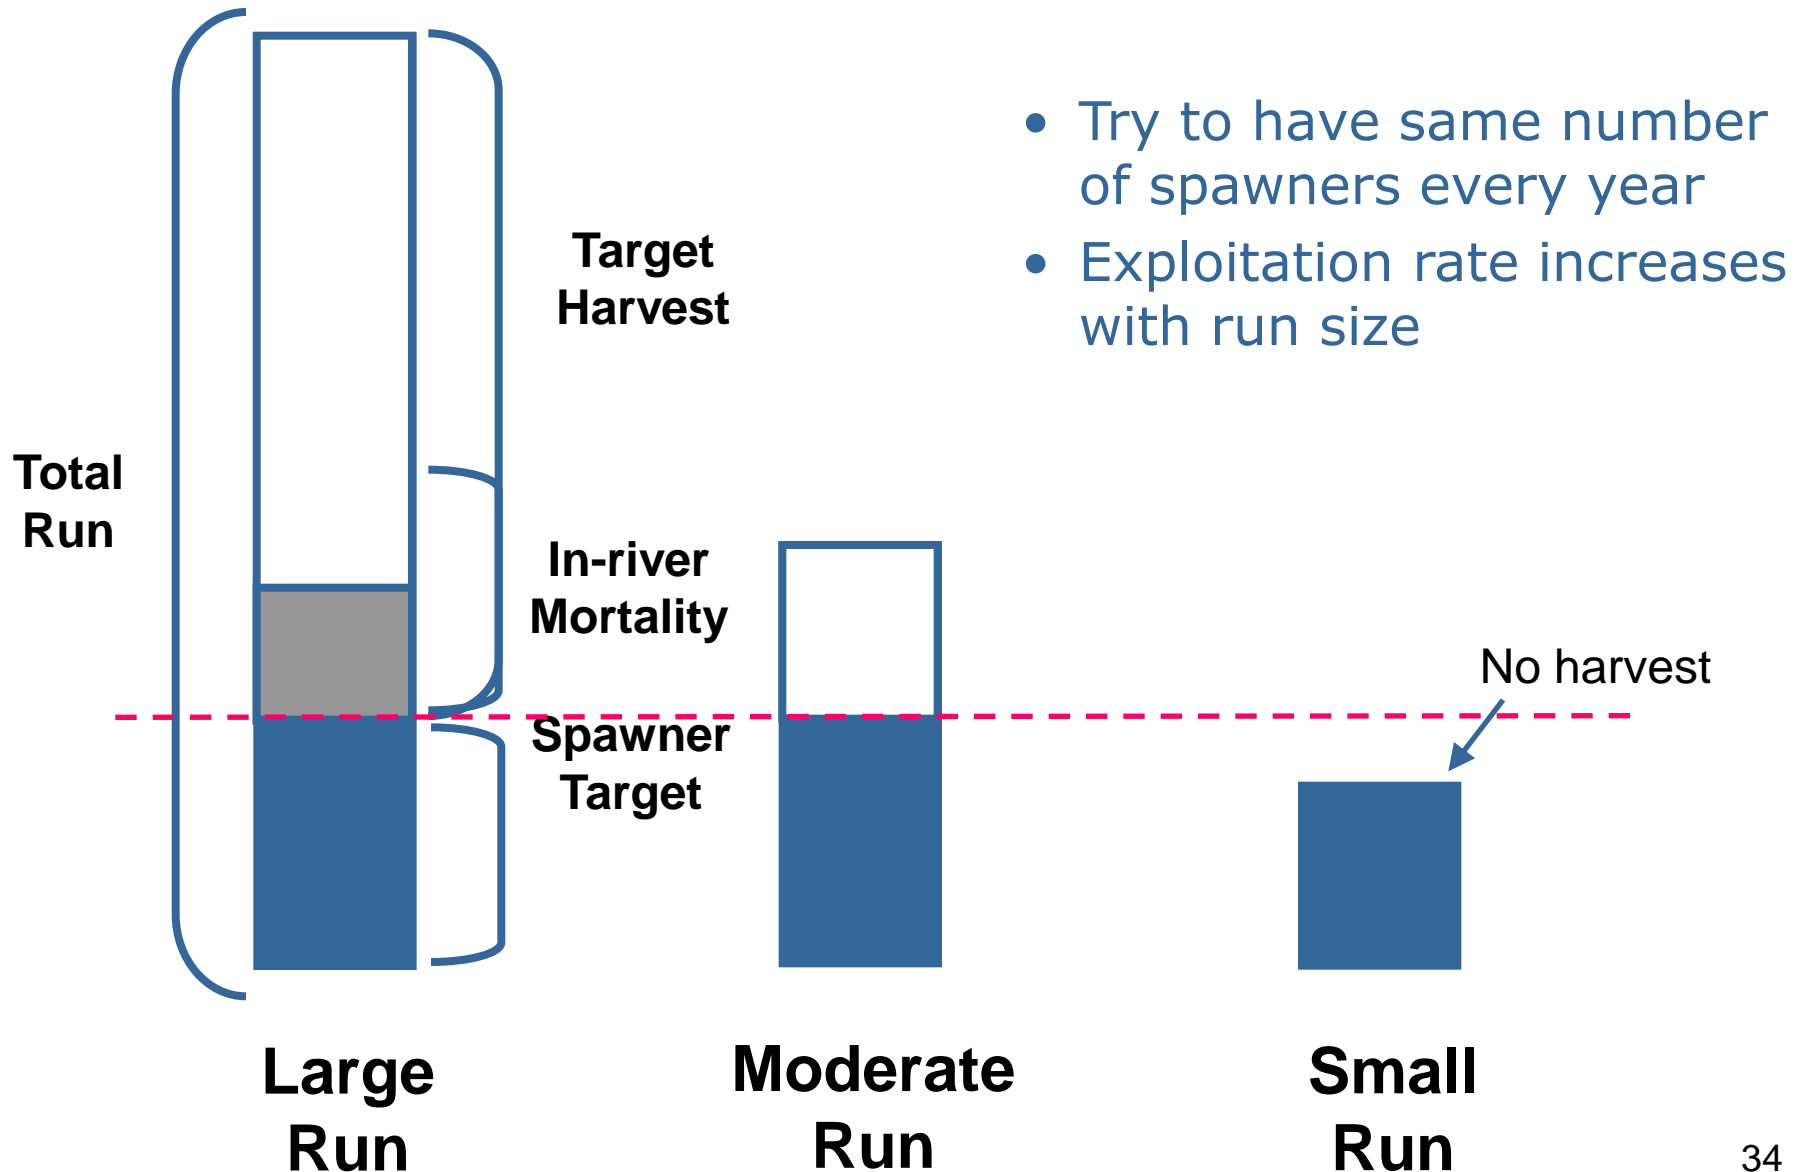 • Try to have same number
of spawners every year
• Exploitation rate increases
with run size
Target
Harvest
Total
Run
In-river
Mortality
Spawner
Target
No harvest
Large
Run
Moderate
Run
Small
Run
34